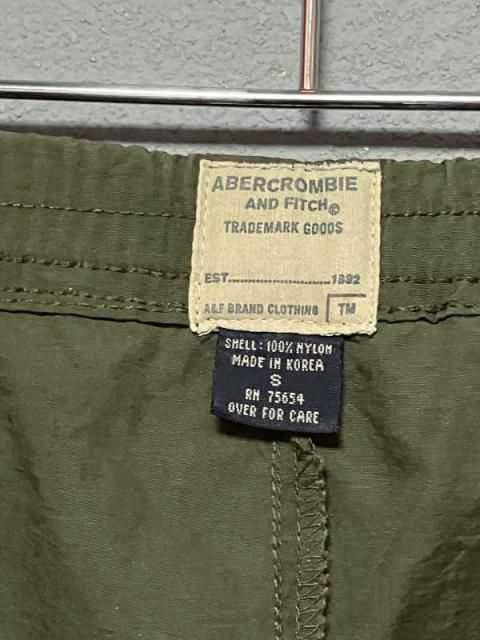 ABERCROMBIE
AND FITCH®
TRADEMARK GOODS
EST..........................1892
A&F BRAND CLOTHING TM
SHELL: 100% NYLON
MADE IN KOREA
S
RN 75654
OVER FOR CARE